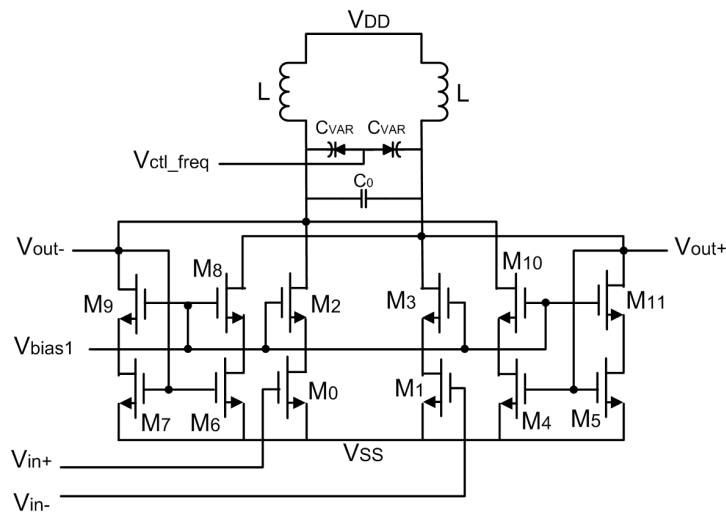 VDD
L
L
CVAR
CVAR
Vctl_freq
C0
Vout-
Vout+
M8
M10
M9
M2
M3
M11
Vbias1
M7
M6
M0
M1
M4
M5
VSS
Vin+
Vin-